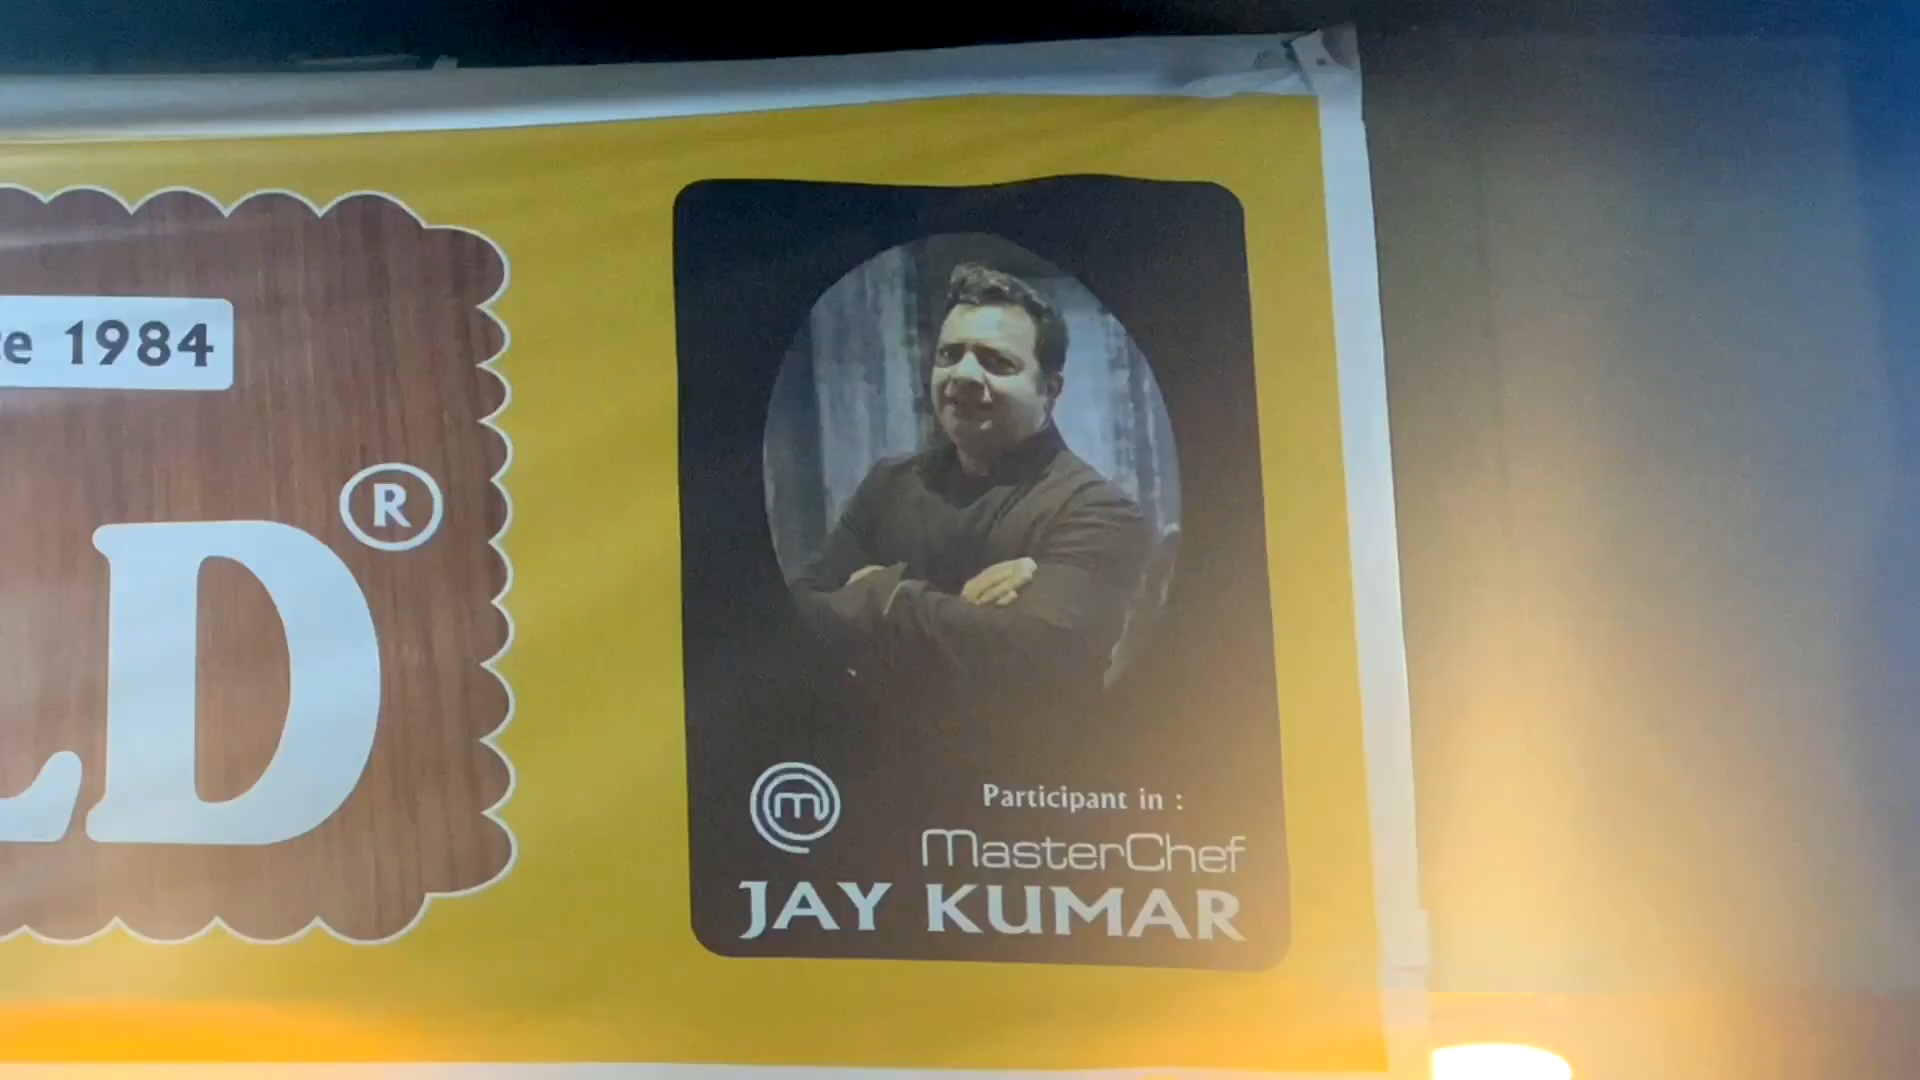 1984
®
LD
Participant in :
MasterChef
JAY KUMAR